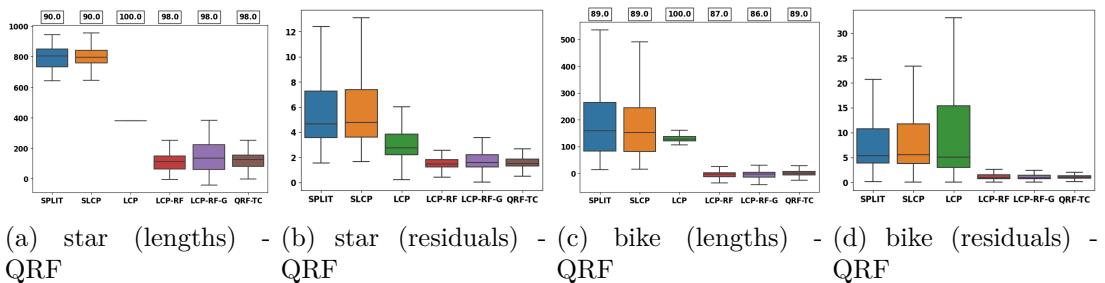 90.0 90.0 100.0 98.0 98.0 98.0
1000
800
600
400
200
0
SPLIT SLCP LCP LCP-RF LCP-RF-G QRF-TC
12
10
8
6
4
2
0
SPLIT SLCP LCP LCP-RF LCP-RF-G QRF-TC
89.0 89.0 100.0 87.0 86.0 89.0
500
400
300
200
100
0
SPLIT SLCP LCP LCP-RF LCP-RF-G QRF-TC
35
30
25
20
15
10
5
0
SPLIT SLCP LCP LCP-RF LCP-RF-G QRF-TC
(a) star (lengths) -
QRF
(b) star (residuals) -
QRF
(c) bike (lengths) -
QRF
(d) bike (residuals) -
QRF